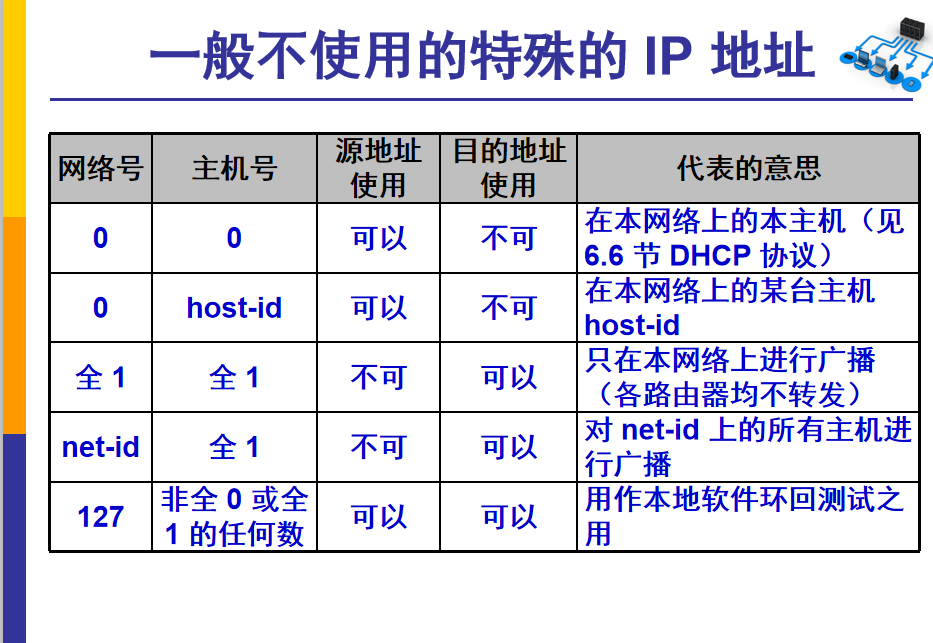 一般不使用的特殊的 IP 地址
网络号
主机号
源地址
使用
目的地址
使用
代表的意思
0
0
可以
不可
在本网络上的本主机（见
6.6 节 DHCP 协议）
0
host-id
可以
不可
在本网络上的某台主机
host-id
全 1
全 1
不可
可以
只在本网络上进行广播
（各路由器均不转发）
net-id
全 1
不可
可以
对 net-id 上的所有主机进
行广播
127
非全 0 或全
1 的任何数
可以
可以
用作本地软件环回测试之
用